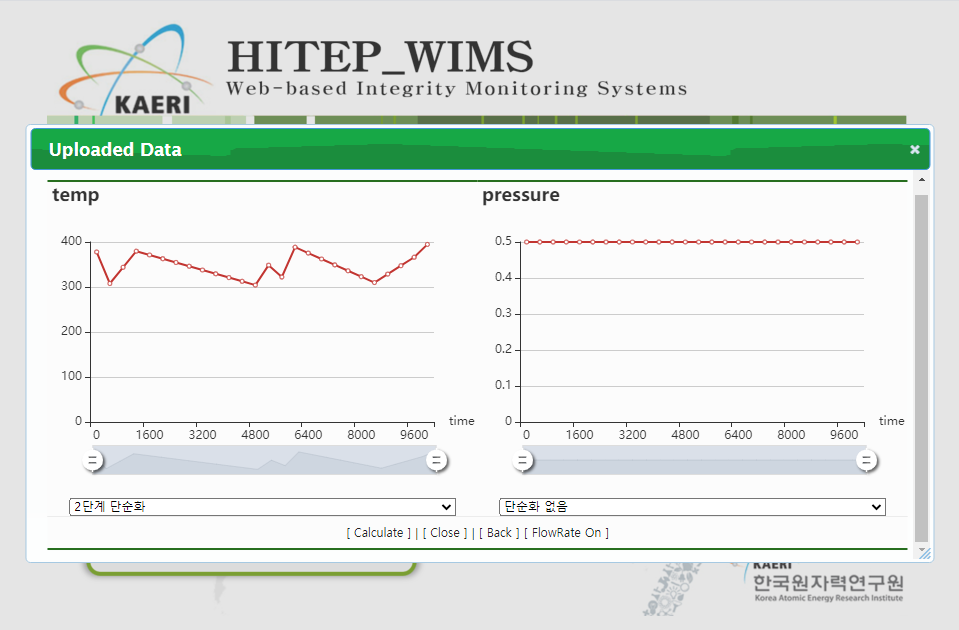 KAERI
HITEP_WIMS
Web-based Integrity Monitoring Systems
Uploaded Data
temp
400
300
200
100
0
0 1600 3200 4800 6400 8000 9600
time
2단계 단순화
pressure
0.5
0.4
0.3
0.2
0.1
0
0 1600 3200 4800 6400 8000 9600
time
단순화 없음
[ Calculate ] | [ Close ] | [ Back ] [ FlowRate On ]
KAERI
한국원자력연구원
Korea Atomic Energy Research Institute